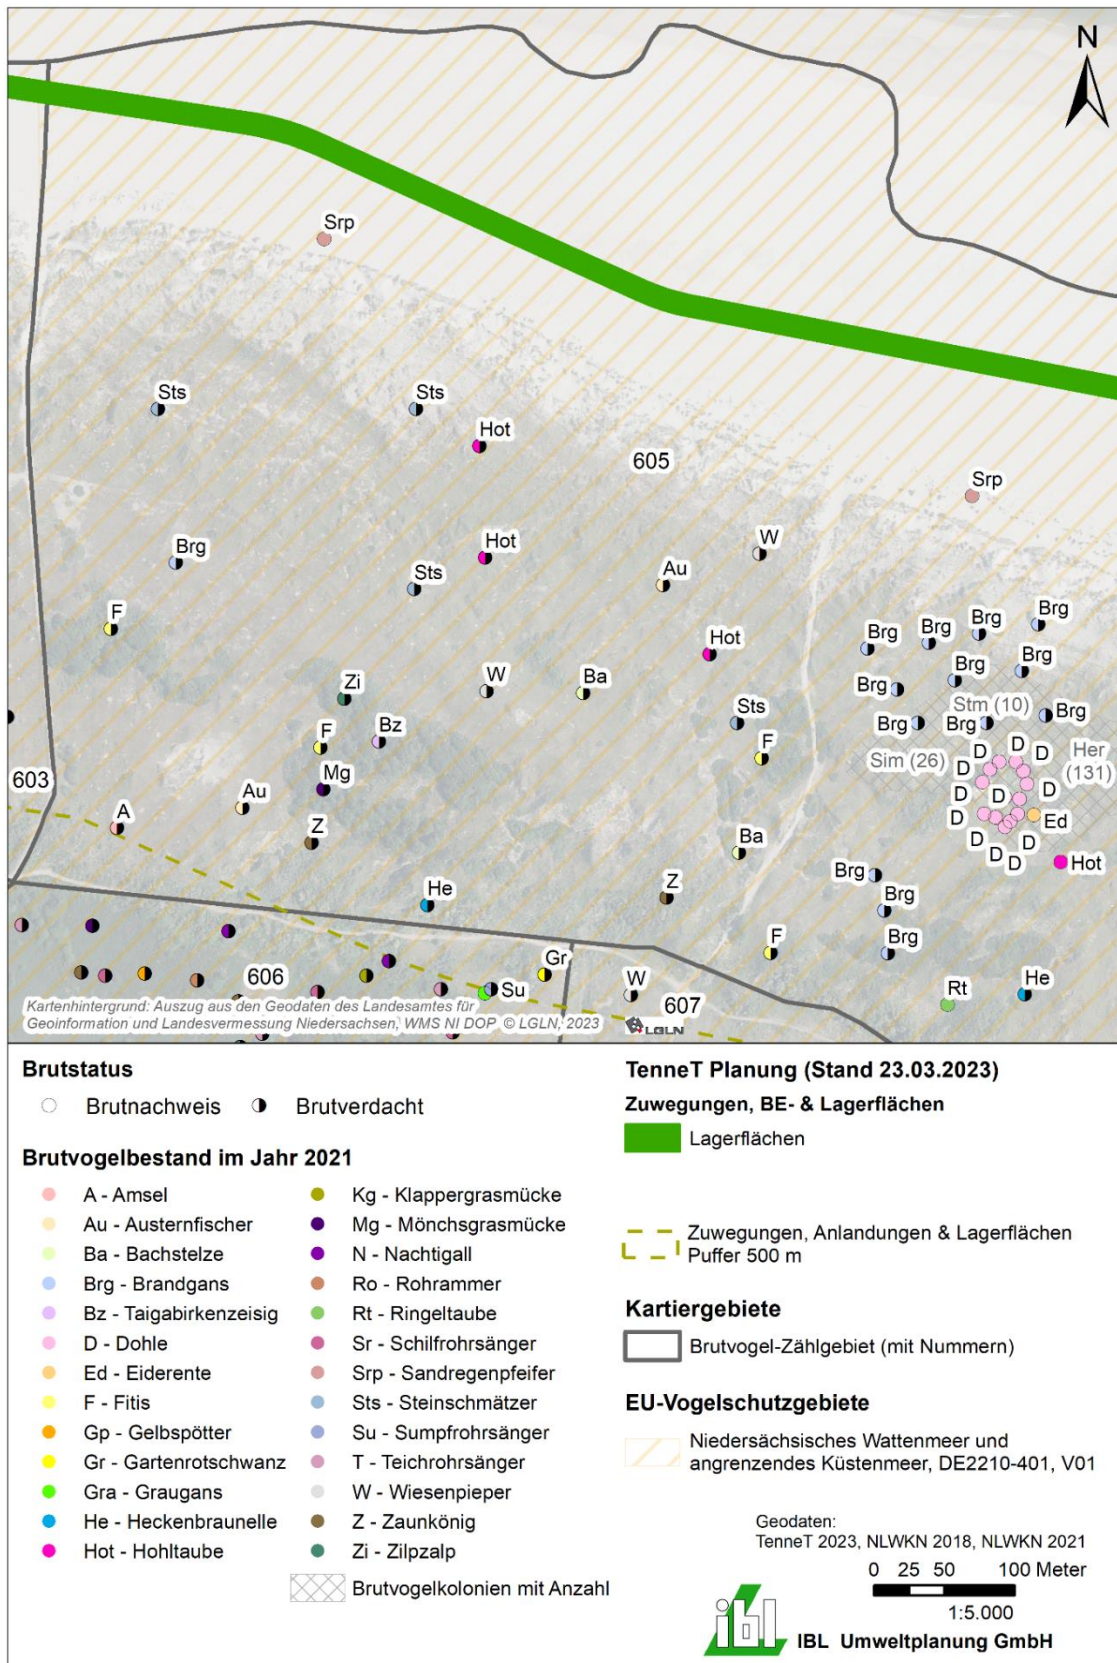 N
Srp
Sts
Sts
Hot
605
Srp
Brg
Hot
W
Sts
Au
F
Brg
Brg
Brg
Brg
Hot
Brg
Brg
Zi
W
Ba
Brg
Stm (10)
Sts
Brg
Brg
Brg
F
Bz
F
D
D
D
Her
(131)
Sim (26)
D
603
Mg
D
D
D
Au
A
D
Ed
Z
D
D
Ba
D
D
Hot
Brg
He
Z
Brg
F
Brg
Gr
606
W
Su
Rt
He
607
Kartenhintergrund: Auszug aus den Geodaten des Landesamtes für
Geoinformation und Landesvermessung Niedersachsen, WMS NI DOP © LGLN, 2023
LGLN
Brutstatus
Brutnachweis Brutverdacht
Brutvogelbestand im Jahr 2021
A - Amsel
Au - Austernfischer
Ba - Bachstelze
Brg - Brandgans
Bz - Taigabirkenzeisig
D - Dohle
Ed - Eiderente
F - Fitis
Gp - Gelbspötter
Gr - Gartenrotschwanz
Gra - Graugans
He - Heckenbraunelle
Hot - Hohltaube
Kg - Klappergrasmücke
Mg - Mönchsgrasmücke
N - Nachtigall
Ro - Rohrammer
Rt - Ringeltaube
Sr - Schilfrohrsänger
Srp - Sandregenpfeifer
Sts - Steinschmätzer
Su - Sumpfrohrsänger
T - Teichrohrsänger
W - Wiesenpieper
Z - Zaunkönig
Zi - Zilpzalp
Brutvogelkolonien mit Anzahl
TenneT Planung (Stand 23.03.2023)
Zuwegungen, BE- & Lagerflächen
Lagerflächen
Zuwegungen, Anlandungen & Lagerflächen
Puffer 500 m
Kartiergebiete
Brutvogel-Zählgebiet (mit Nummern)
EU-Vogelschutzgebiete
Niedersächsisches Wattenmeer und
angrenzendes Küstenmeer, DE2210-401, V01
Geodaten:
TenneT 2023, NLWKN 2018, NLWKN 2021
0 25 50 100 Meter
1:5.000
ibl
IBL Umweltplanung GmbH